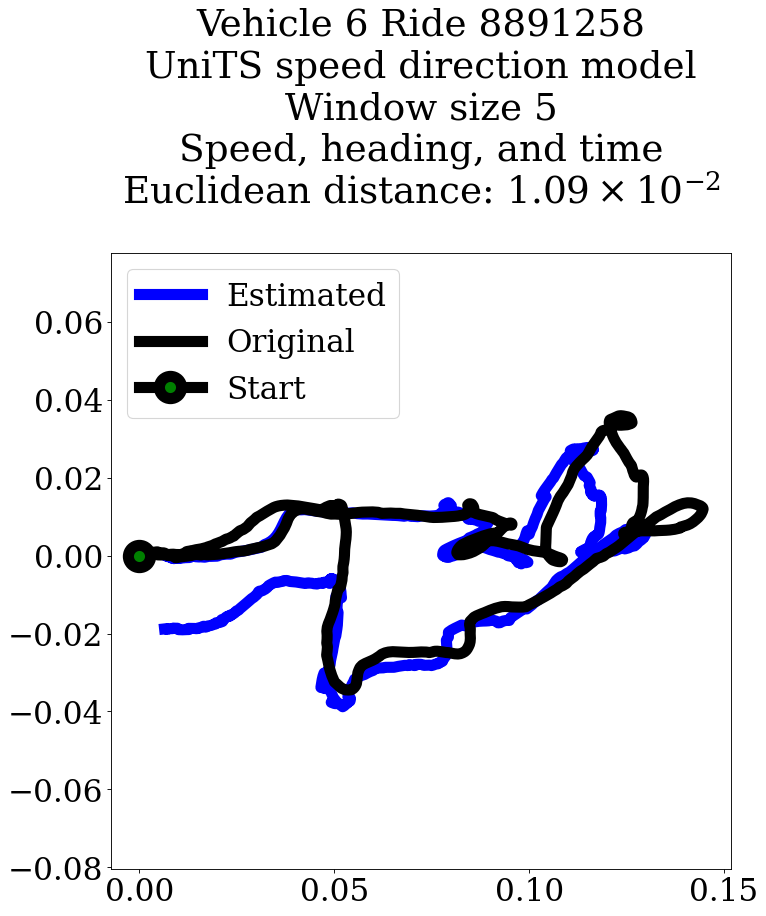 Vehicle 6 Ride 8891258
UniTS speed direction model
Window size 5
Speed, heading, and time
Euclidean distance: 1.09 × 10⁻²
Estimated
Original
Start
0.06
0.04
0.02
0.00
−0.02
−0.04
−0.06
−0.08
0.00 0.05 0.10 0.15